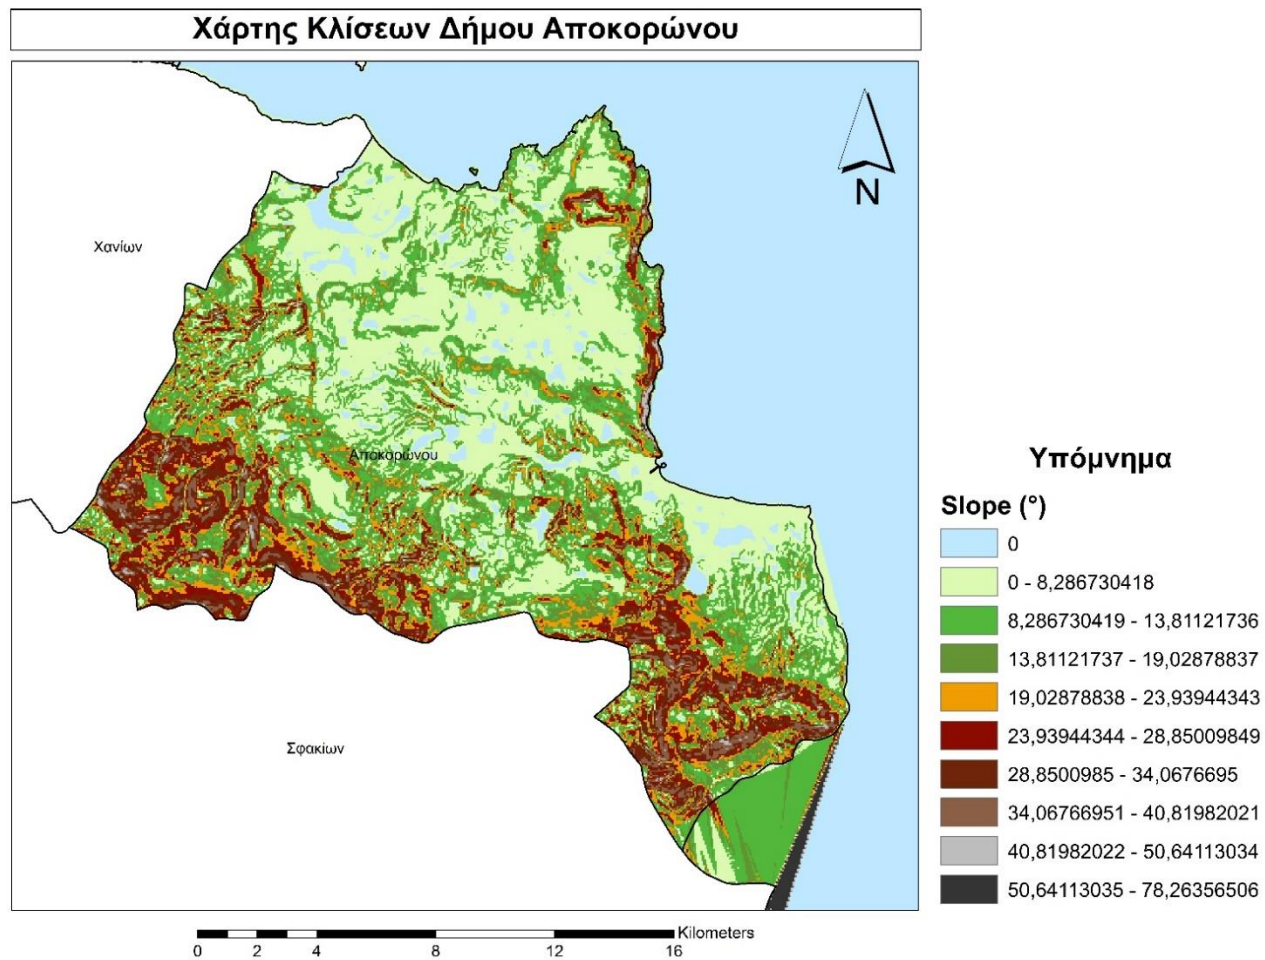 Χάρτης Κλίσεων Δήμου Αποκορώνου
N
Χανίων
Αποκορώνου
Σφακίων
Υπόμνημα
Slope (°)
0
0 - 8,286730418
8,286730419 - 13,81121736
13,81121737 - 19,02878837
19,02878838 - 23,93944343
23,93944344 - 28,85009849
28,8500985 - 34,0676695
34,06766951 - 40,81982021
40,81982022 - 50,64113034
50,64113035 - 78,26356506
Kilometers
0 2 4 8 12 16